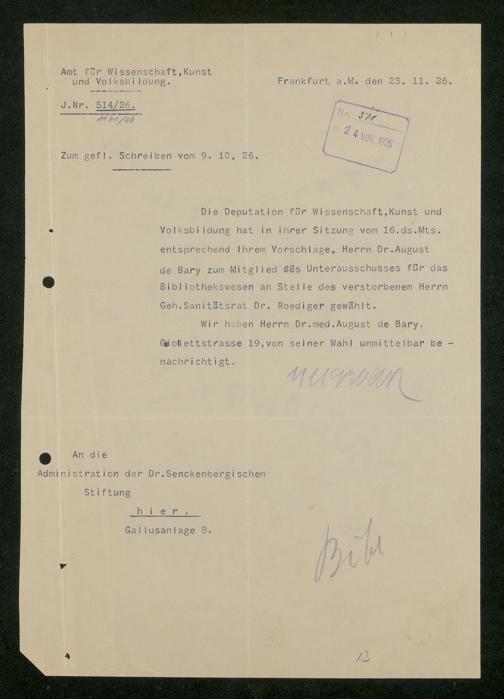 Amt für Wissenschaft,Kunst
und Volksbildung.
Frankfurt a.M. den 23. 11. 26.
J.Nr. 514/26.
No. 571
24 NOV. 1926
Zum gefl. Schreiben vom 9. 10, 26.
Die Deputation für Wissenschaft,Kunst und
Volksbildung hat in ihrer Sitzung vom 16.ds.Mts.
entsprechend Ihrem Vorschlage, Herrn Dr.August
de Bary zum Mitglied des Unterausschusses für das
Bibliothekswesen an Stelle des verstorbenen Herrn
Geh.Sanitätsrat Dr. Roediger gewählt.
Wir haben Herrn Dr.med.August de Bary,
Guiollettstrasse 19,von seiner Wahl unmittelbar be -
nachrichtigt.
An die
Administration der Dr.Senckenbergischen
Stiftung
hier.
Gallusanlage 8.
Bibl
13